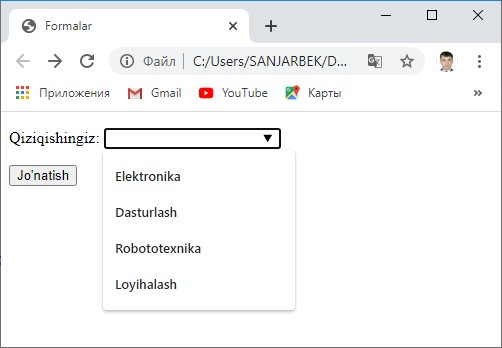 Formalar
Файл C:/Users/SANJARBEK/D...
Приложения Gmail YouTube Карты
Qiziqishingiz:
Elektronika
Jo'natish
Dasturlash
Robototexnika
Loyihalash